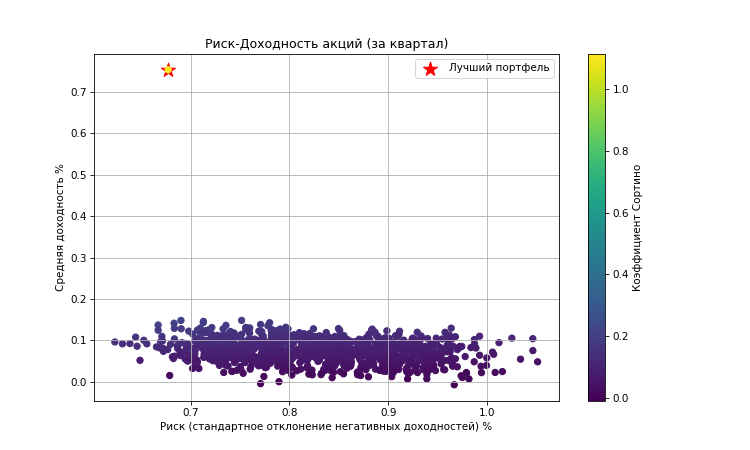 Риск-Доходность акций (за квартал)
Лучший портфель
Средняя доходность %
0.7
0.6
0.5
0.4
0.3
0.2
0.1
0.0
0.7 0.8 0.9 1.0
Риск (стандартное отклонение негативных доходностей) %
1.0
0.8
0.6
0.4
0.2
0.0
Коэффициент Сортино